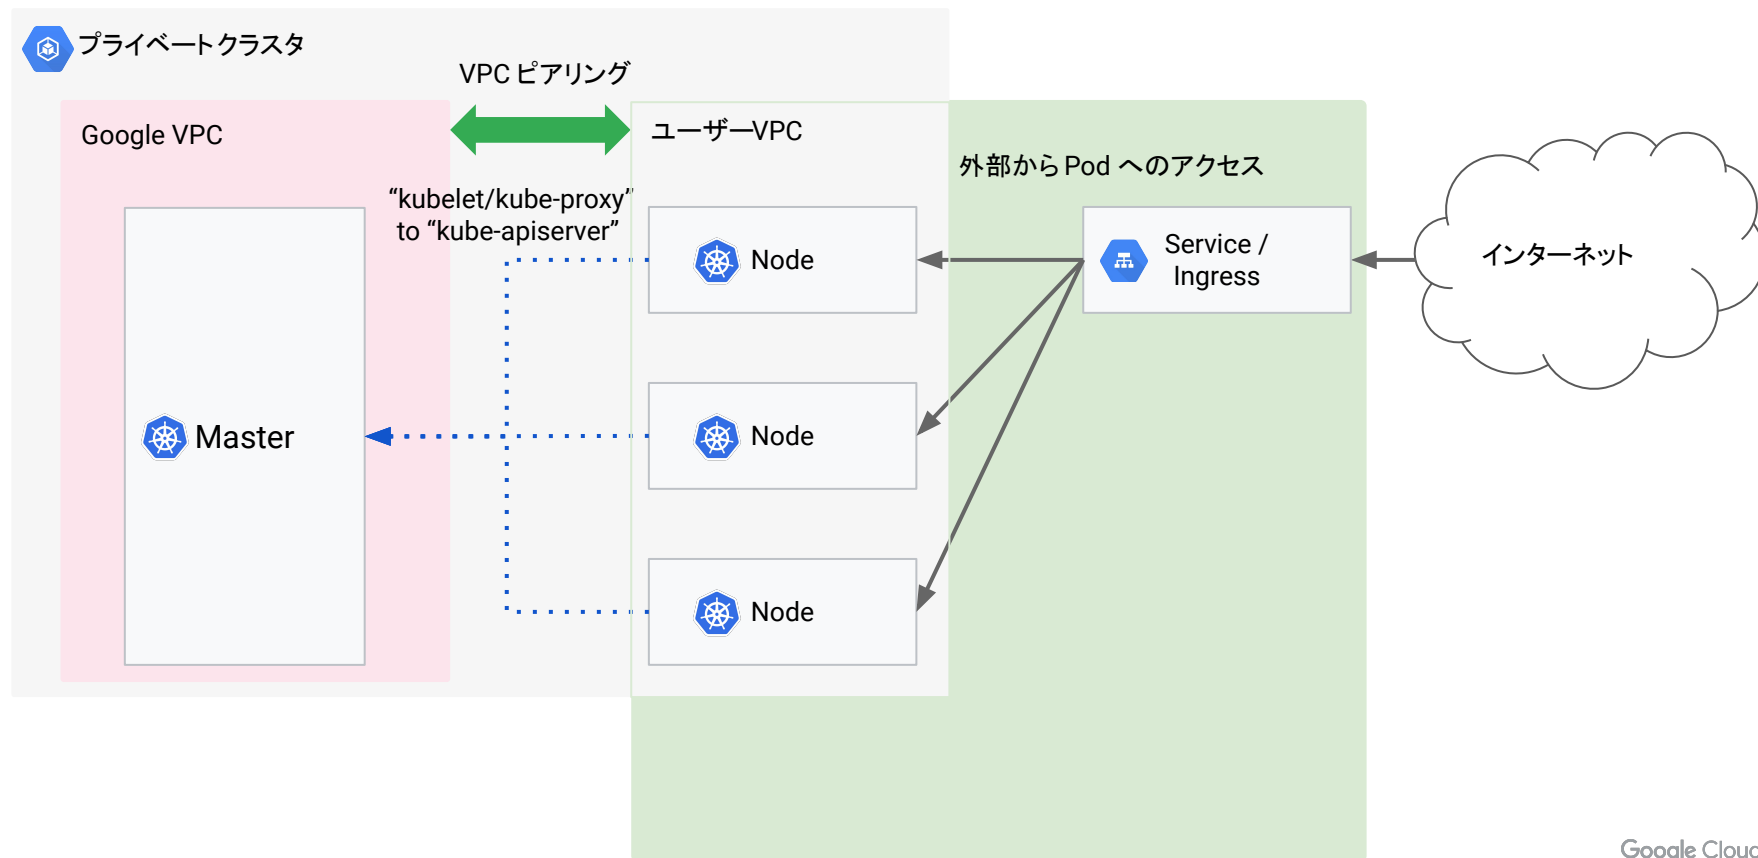 プライベートクラスタ
VPC ピアリング
Google VPC
ユーザーVPC
外部から Pod へのアクセス
“kubelet/kube-proxy”
to “kube-apiserver”
Node
Service /
Ingress
インターネット
Master
Node
Node
Google Cloud